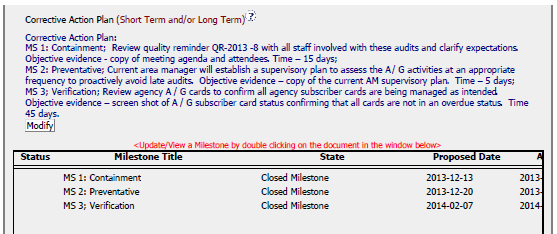 Corrective Action Plan (Short Term and/or Long Term) ?
Corrective Action Plan:
MS 1: Containment;  Review quality reminder QR-2013 -8 with all staff involved with these audits and clarify expectations.
Objective evidence - copy of meeting agenda and attendees. Time – 15 days;
MS 2: Preventative; Current area manager will establish a supervisory plan to assess the A/ G activities at an appropriate
frequency to proactively avoid late audits.  Objective evidence – copy of the current AM supervisory plan.  Time – 5 days;
MS 3; Verification; Review agency A/G cards to confirm all agency subscriber cards are being managed as intended.
Objective evidence – screen shot of A / G subscriber card status confirming that all cards are not in an overdue status.  Time
45 days.
Modify
<Update/View a Milestone by double clicking on the document in the window below>
Status Milestone Title State Proposed Date A
MS 1: Containment Closed Milestone 2013-12-13 2013-
MS 2: Preventative Closed Milestone 2013-12-20 2013-
MS 3; Verification Closed Milestone 2014-02-07 2014-